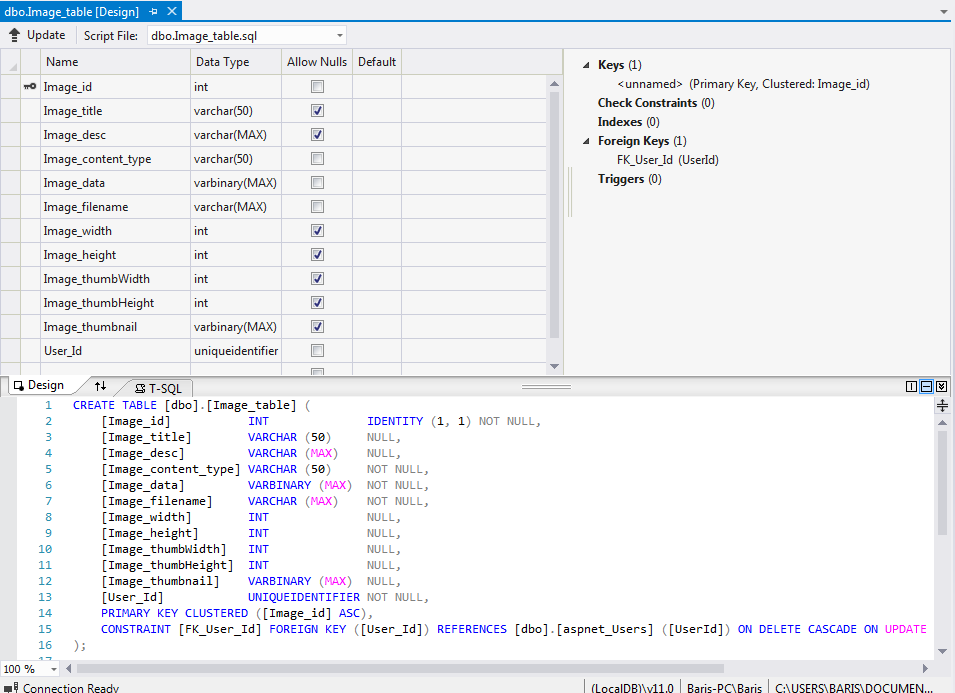 dbo.Image_table [Design]
Update Script File: dbo.Image_table.sql
Name Data Type Allow Nulls Default
Image_id int
Image_title varchar(50)
Image_desc varchar(MAX)
Image_content_type varchar(50)
Image_data varbinary(MAX)
Image_filename varchar(MAX)
Image_width int
Image_height int
Image_thumbWidth int
Image_thumbHeight int
Image_thumbnail varbinary(MAX)
User_Id uniqueidentifier
Keys (1)
<unnamed> (Primary Key, Clustered: Image_id)
Check Constraints (0)
Indexes (0)
Foreign Keys (1)
FK_User_Id (UserId)
Triggers (0)
Design T-SQL
1 CREATE TABLE [dbo].[Image_table] (
2 [Image_id] INT IDENTITY (1, 1) NOT NULL,
3 [Image_title] VARCHAR (50) NULL,
4 [Image_desc] VARCHAR (MAX) NULL,
5 [Image_content_type] VARCHAR (50) NOT NULL,
6 [Image_data] VARBINARY (MAX) NOT NULL,
7 [Image_filename] VARCHAR (MAX) NOT NULL,
8 [Image_width] INT NULL,
9 [Image_height] INT NULL,
10 [Image_thumbWidth] INT NULL,
11 [Image_thumbHeight] INT NULL,
12 [Image_thumbnail] VARBINARY (MAX) NULL,
13 [User_Id] UNIQUEIDENTIFIER NOT NULL,
14 PRIMARY KEY CLUSTERED ([Image_id] ASC),
15 CONSTRAINT [FK_User_Id] FOREIGN KEY ([User_Id]) REFERENCES [dbo].[aspnet_Users] ([UserId]) ON DELETE CASCADE ON UPDATE
16 );
17
100 %
Connection Ready (LocalDB)\v11.0 Baris-PC\Baris C:\USERS\BARIS\DOCUMEN...